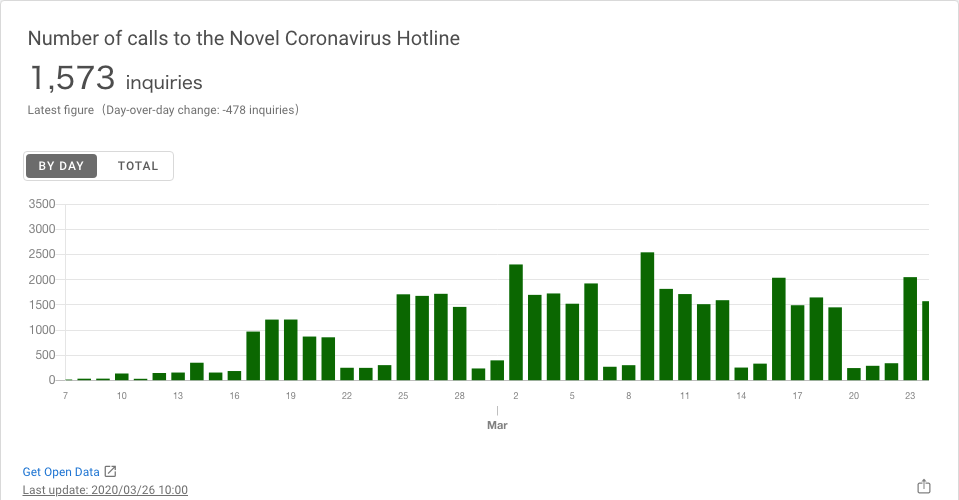 Number of calls to the Novel Coronavirus Hotline
1,573 inquiries
Latest figure（Day-over-day change: -478 inquiries）
BY DAY TOTAL
3500
3000
2500
2000
1500
1000
500
0
7 10 13 16 19 22 25 28 2 5 8 11 14 17 20 23
Mar
Get Open Data
Last update: 2020/03/26 10:00